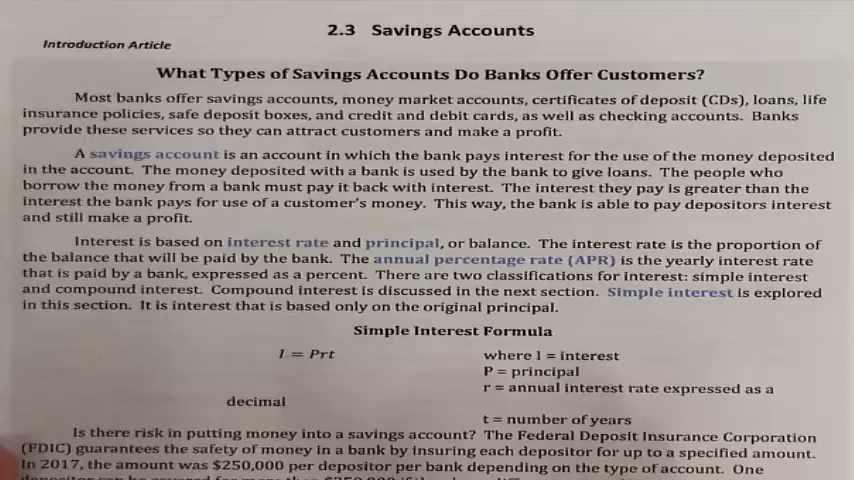 2.3 Savings Accounts
Introduction Article
What Types of Savings Accounts Do Banks Offer Customers?
Most banks offer savings accounts, money market accounts, certificates of deposit (CDs), loans, life
insurance policies, safe deposit boxes, and credit and debit cards, as well as checking accounts. Banks
provide these services so they can attract customers and make a profit.
A savings account is an account in which the bank pays interest for the use of the money deposited
in the account. The money deposited with a bank is used by the bank to give loans. The people who
borrow the money from a bank must pay it back with interest. The interest they pay is greater than the
interest the bank pays for use of a customer's money. This way, the bank is able to pay depositors interest
and still make a profit.
Interest is based on interest rate and principal, or balance. The interest rate is the proportion of
the balance that will be paid by the bank. The annual percentage rate (APR) is the yearly interest rate
that is paid by a bank, expressed as a percent. There are two classifications for interest: simple interest
and compound interest. Compound interest is discussed in the next section. Simple interest is explored
in this section. It is interest that is based only on the original principal.
Simple Interest Formula
I = Prt where I = interest
P = principal
r = annual interest rate expressed as a
decimal
t = number of years
Is there risk in putting money into a savings account? The Federal Deposit Insurance Corporation
(FDIC) guarantees the safety of money in a bank by insuring each depositor for up to a specified amount.
In 2017, the amount was $250,000 per depositor per bank depending on the type of account. One